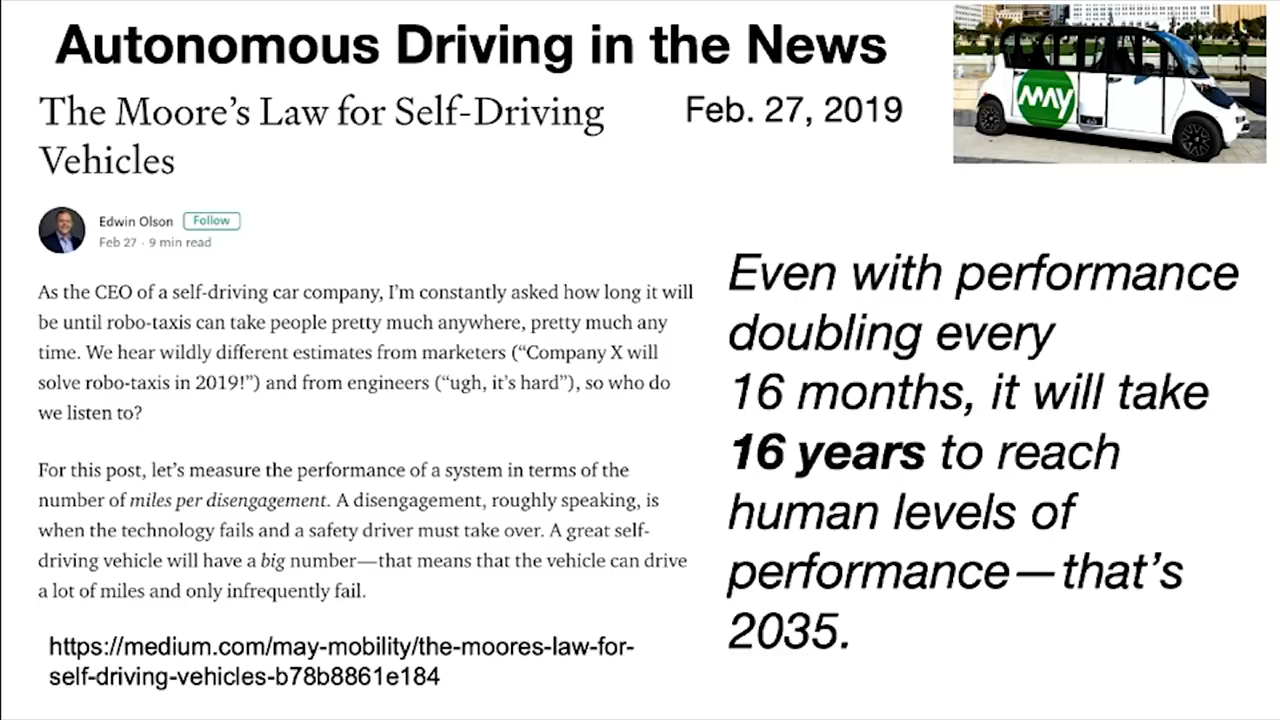 Autonomous Driving in the News
The Moore’s Law for Self-Driving
Vehicles
Feb. 27, 2019
MAY
Edwin Olson Follow
Feb 27 · 9 min read
As the CEO of a self-driving car company, I’m constantly asked how long it will
be until robo-taxis can take people pretty much anywhere, pretty much any
time. We hear wildly different estimates from marketers (“Company X will
solve robo-taxis in 2019!”) and from engineers (“ugh, it’s hard”), so who do
we listen to?
For this post, let’s measure the performance of a system in terms of the
number of miles per disengagement. A disengagement, roughly speaking, is
when the technology fails and a safety driver must take over. A great self-
driving vehicle will have a big number—that means that the vehicle can drive
a lot of miles and only infrequently fail.
https://medium.com/may-mobility/the-moores-law-for-
self-driving-vehicles-b78b8861e184
Even with performance
doubling every
16 months, it will take
16 years to reach
human levels of
performance—that’s
2035.